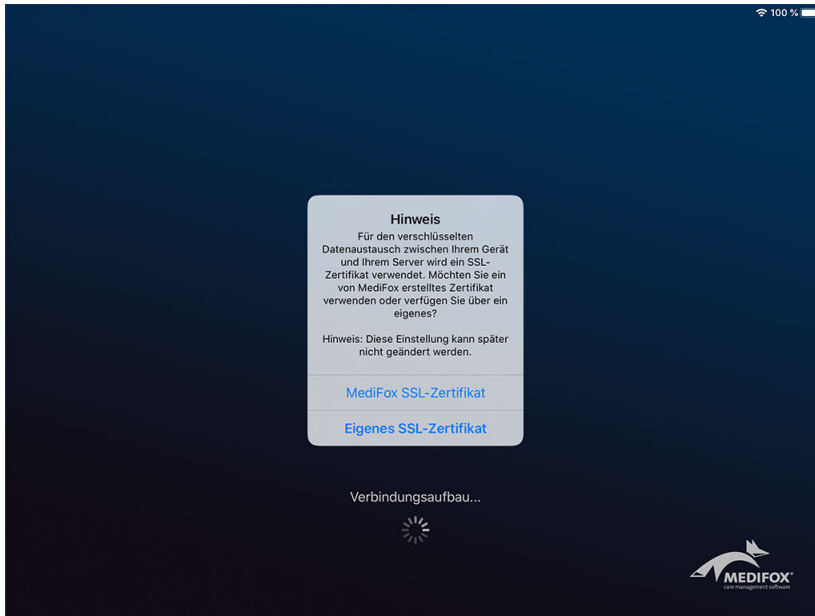 100 %
Hinweis
Für den verschlüsselten
Datenaustausch zwischen Ihrem Gerät
und Ihrem Server wird ein SSL-
Zertifikat verwendet. Möchten Sie ein
von MediFox erstelltes Zertifikat
verwenden oder verfügen Sie über ein
eigenes?
Hinweis: Diese Einstellung kann später
nicht geändert werden.
MediFox SSL-Zertifikat
Eigenes SSL-Zertifikat
Verbindungsaufbau...
MEDIFOX
care management software